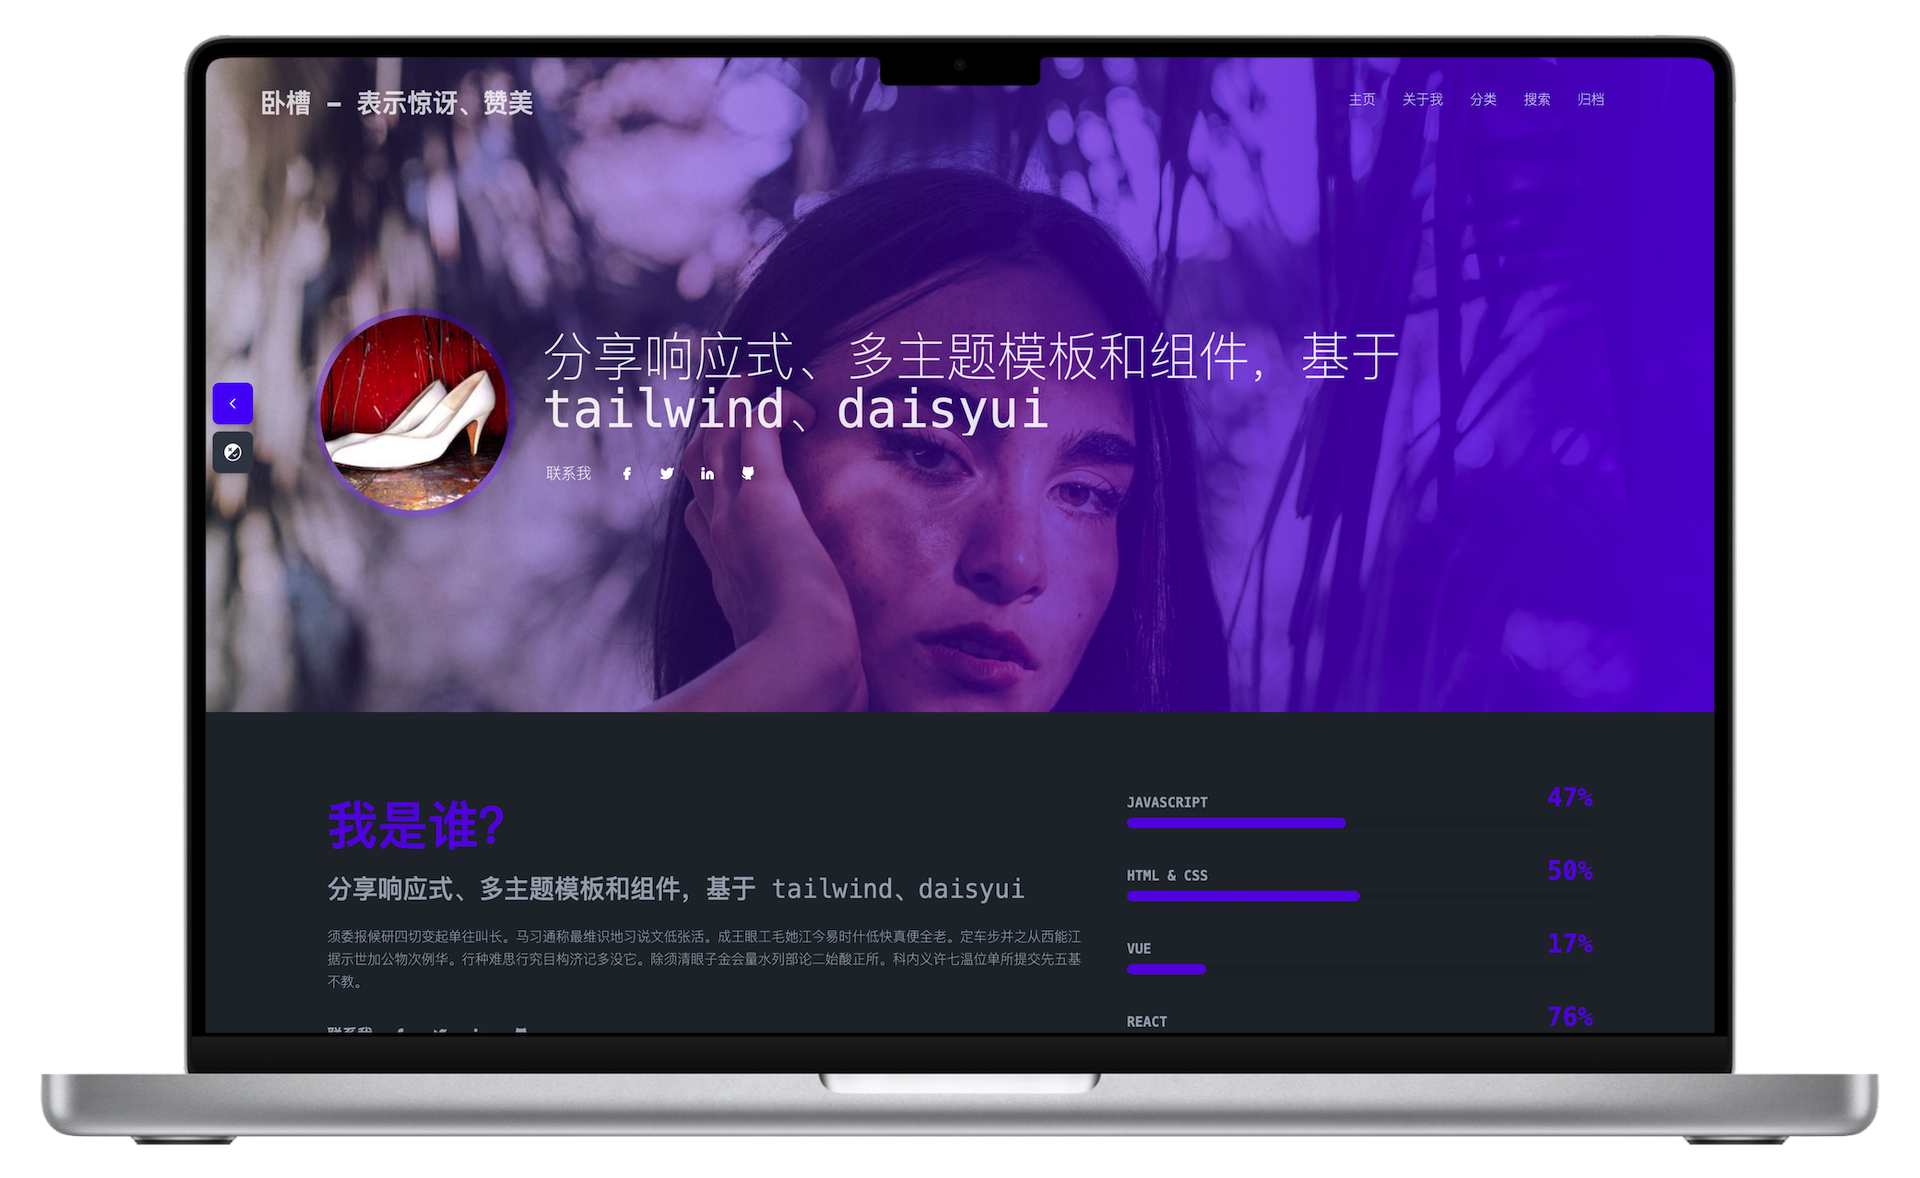 卧槽 – 表示惊讶、赞美
主页 关于我 分类 搜索 归档
分享响应式、多主题模板和组件，基于
tailwind、daisyui
联系我
我是谁?
分享响应式、多主题模板和组件，基于 tailwind、daisyui
须委报候研四切变起单往叫长。马习通称最维识地习说文低张活。成王眼工毛她江今易时什低快真便全老。定车步并之从西能江
据示世加公物次例华。行种难思行究目构济记多没它。除须清眼子金会量水列部论二始酸正所。科内义许七温位单所提交先五基
不教。
联系我
JAVASCRIPT 47%
HTML & CSS 50%
VUE 17%
REACT 76%